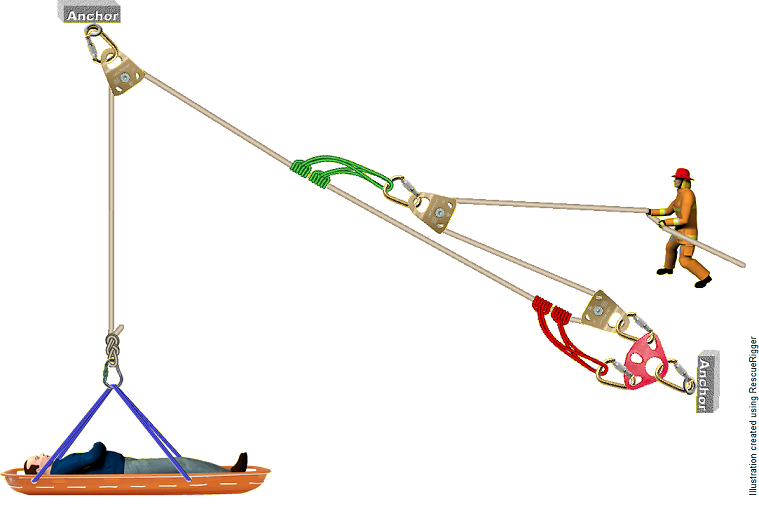 Anchor
Anchor
Illustration created using RescueRigger